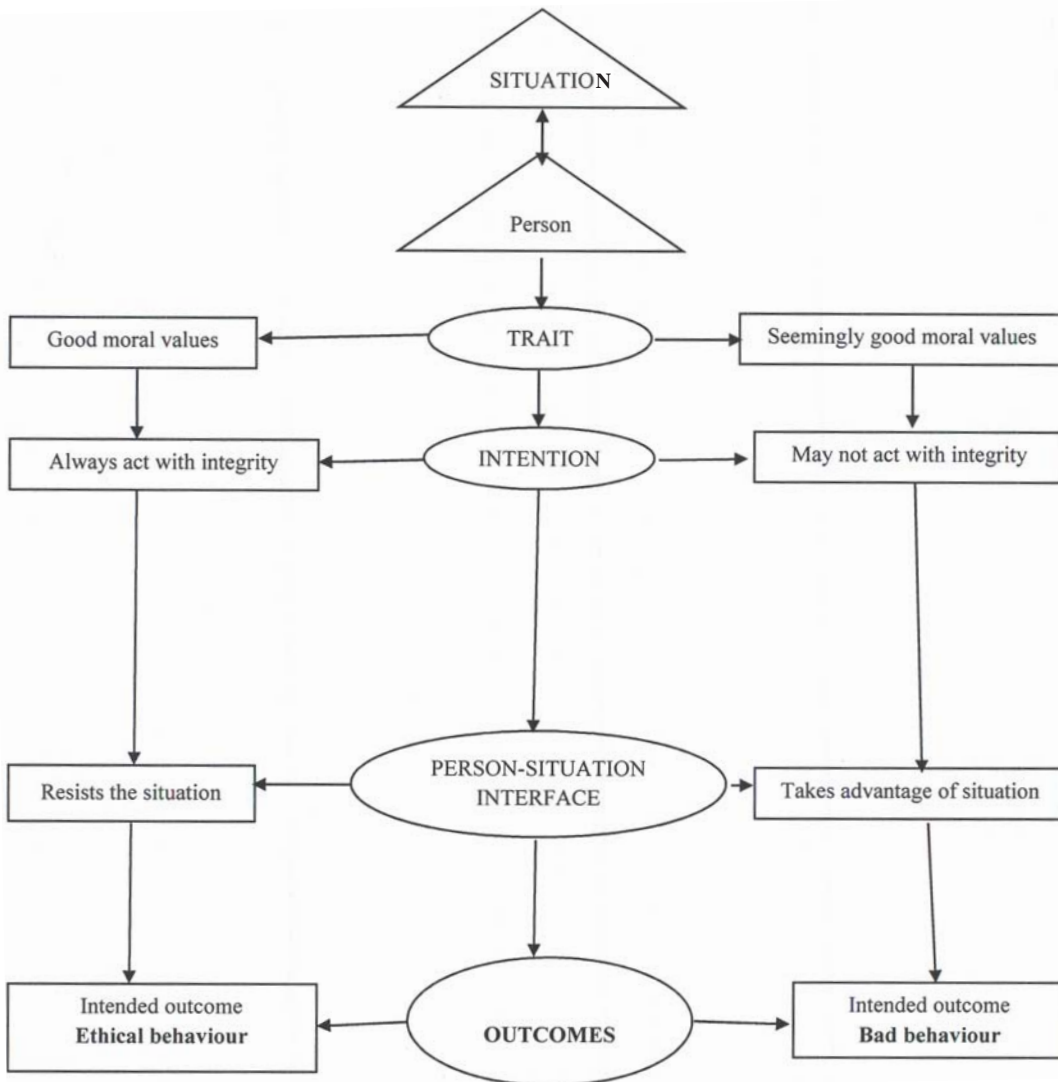 SITUATION
Person
Good moral values
TRAIT
Seemingly good moral values
Always act with integrity
INTENTION
May not act with integrity
Resists the situation
PERSON-SITUATION
INTERFACE
Takes advantage of situation
Intended outcome
Ethical behaviour
OUTCOMES
Intended outcome
Bad behaviour